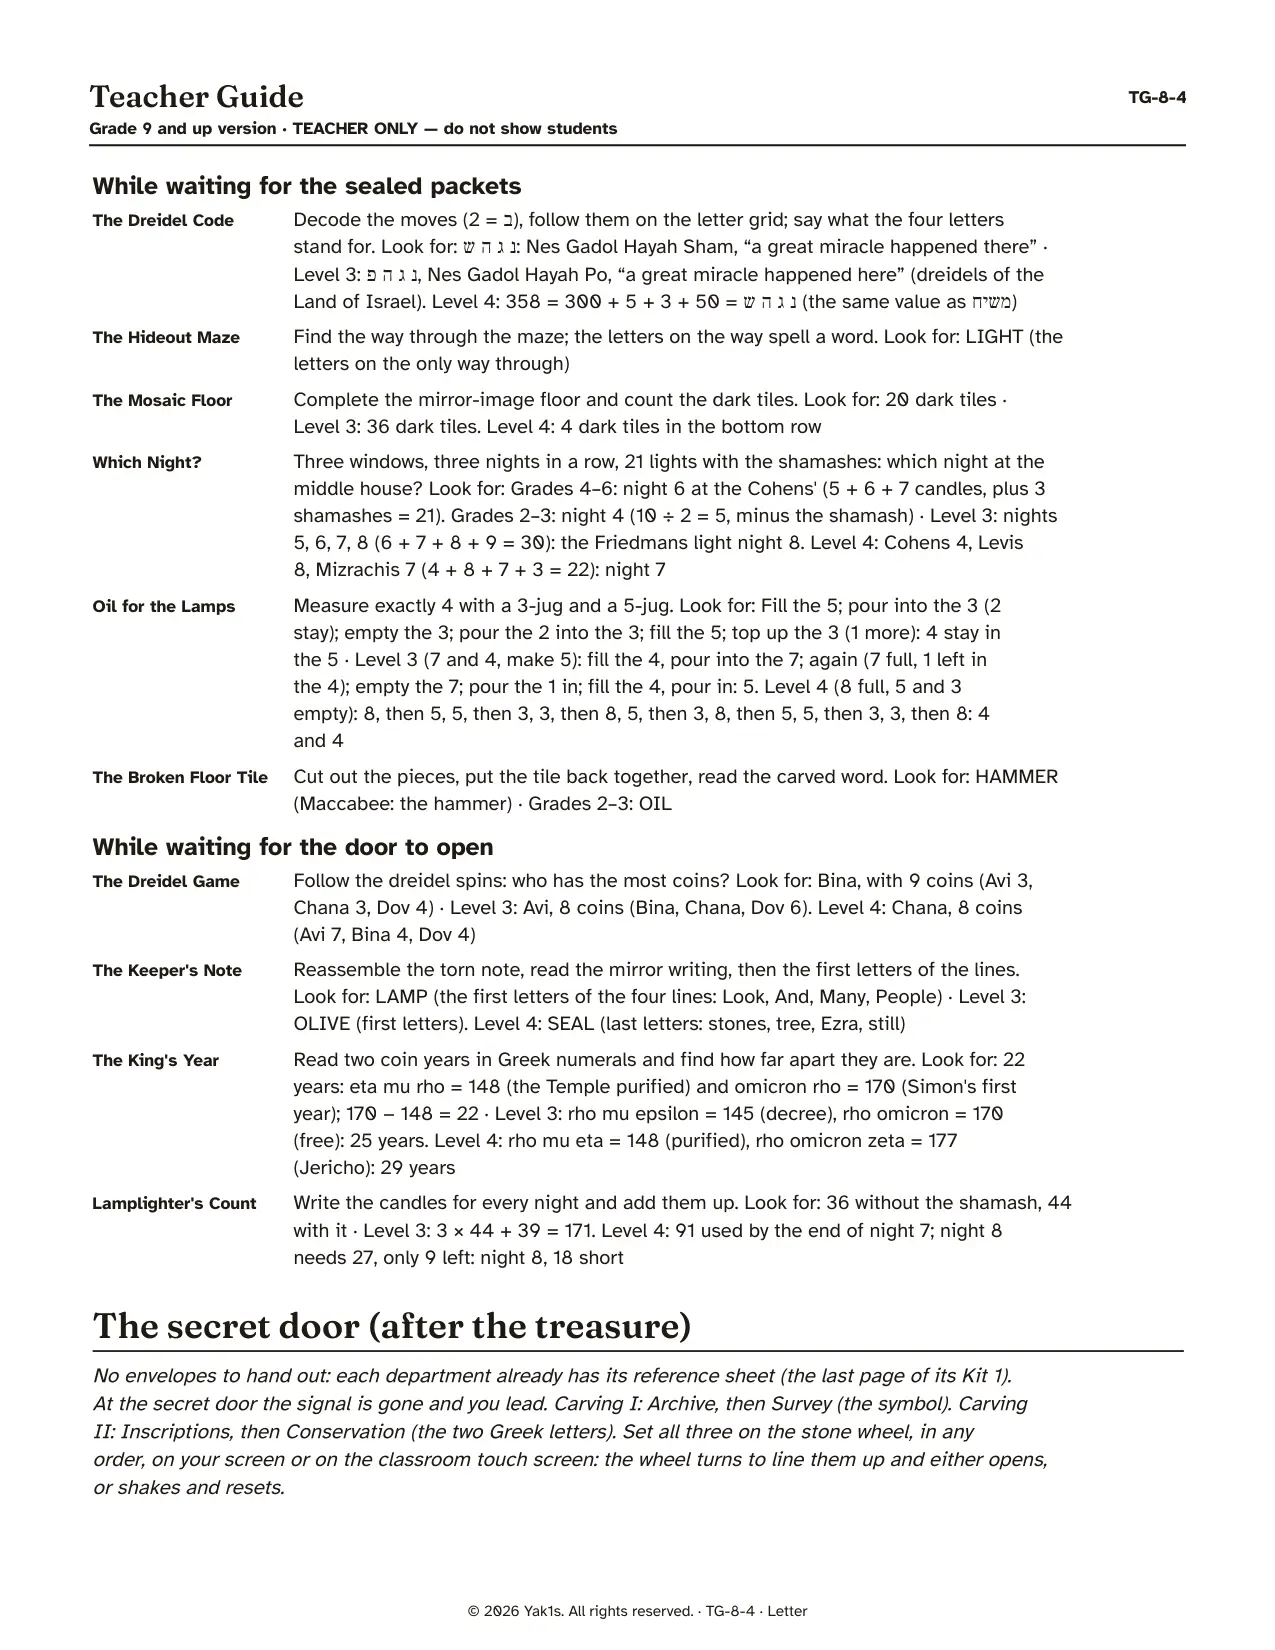 Teacher Guide
TG-8-4
Grade 9 and up version · TEACHER ONLY — do not show students
While waiting for the sealed packets
The Dreidel Code
Decode the moves (2 = ב), follow them on the letter grid; say what the four letters
stand for. Look for: נ ג ה ש: Nes Gadol Hayah Sham, “a great miracle happened there” ·
Level 3: נ ג ה פ, Nes Gadol Hayah Po, “a great miracle happened here” (dreidels of the
Land of Israel). Level 4: 358 = 300 + 5 + 3 + 50 = נ ג ה ש (the same value as משיח)
The Hideout Maze
Find the way through the maze; the letters on the way spell a word. Look for: LIGHT (the
letters on the only way through)
The Mosaic Floor
Complete the mirror-image floor and count the dark tiles. Look for: 20 dark tiles ·
Level 3: 36 dark tiles. Level 4: 4 dark tiles in the bottom row
Which Night?
Three windows, three nights in a row, 21 lights with the shamashes: which night at the
middle house? Look for: Grades 4–6: night 6 at the Cohens' (5 + 6 + 7 candles, plus 3
shamashes = 21). Grades 2–3: night 4 (10 ÷ 2 = 5, minus the shamash) · Level 3: nights
5, 6, 7, 8 (6 + 7 + 8 + 9 = 30): the Friedmans light night 8. Level 4: Cohens 4, Levis
8, Mizrachis 7 (4 + 8 + 7 + 3 = 22): night 7
Oil for the Lamps
Measure exactly 4 with a 3-jug and a 5-jug. Look for: Fill the 5; pour into the 3 (2
stay); empty the 3; pour the 2 into the 3; fill the 5; top up the 3 (1 more): 4 stay in
the 5 · Level 3 (7 and 4, make 5): fill the 4, pour into the 7; again (7 full, 1 left in
the 4); empty the 7; pour the 1 in; fill the 4, pour in: 5. Level 4 (8 full, 5 and 3
empty): 8, then 5, 5, then 3, 3, then 8, 5, then 3, 8, then 5, 5, then 3, 3, then 8: 4
and 4
The Broken Floor Tile
Cut out the pieces, put the tile back together, read the carved word. Look for: HAMMER
(Maccabee: the hammer) · Grades 2–3: OIL
While waiting for the door to open
The Dreidel Game
Follow the dreidel spins: who has the most coins? Look for: Bina, with 9 coins (Avi 3,
Chana 3, Dov 4) · Level 3: Avi, 8 coins (Bina, Chana, Dov 6). Level 4: Chana, 8 coins
(Avi 7, Bina 4, Dov 4)
The Keeper's Note
Reassemble the torn note, read the mirror writing, then the first letters of the lines.
Look for: LAMP (the first letters of the four lines: Look, And, Many, People) · Level 3:
OLIVE (first letters). Level 4: SEAL (last letters: stones, tree, Ezra, still)
The King's Year
Read two coin years in Greek numerals and find how far apart they are. Look for: 22
years: eta mu rho = 148 (the Temple purified) and omicron rho = 170 (Simon's first
year); 170 − 148 = 22 · Level 3: rho mu epsilon = 145 (decree), rho omicron = 170
(free): 25 years. Level 4: rho mu eta = 148 (purified), rho omicron zeta = 177
(Jericho): 29 years
Lamplighter's Count
Write the candles for every night and add them up. Look for: 36 without the shamash, 44
with it · Level 3: 3 × 44 + 39 = 171. Level 4: 91 used by the end of night 7; night 8
needs 27, only 9 left: night 8, 18 short
The secret door (after the treasure)
No envelopes to hand out: each department already has its reference sheet (the last page of its Kit 1).
At the secret door the signal is gone and you lead. Carving I: Archive, then Survey (the symbol). Carving
II: Inscriptions, then Conservation (the two Greek letters). Set all three on the stone wheel, in any
order, on your screen or on the classroom touch screen: the wheel turns to line them up and either opens,
or shakes and resets.
© 2026 Yak1s. All rights reserved. · TG-8-4 · Letter